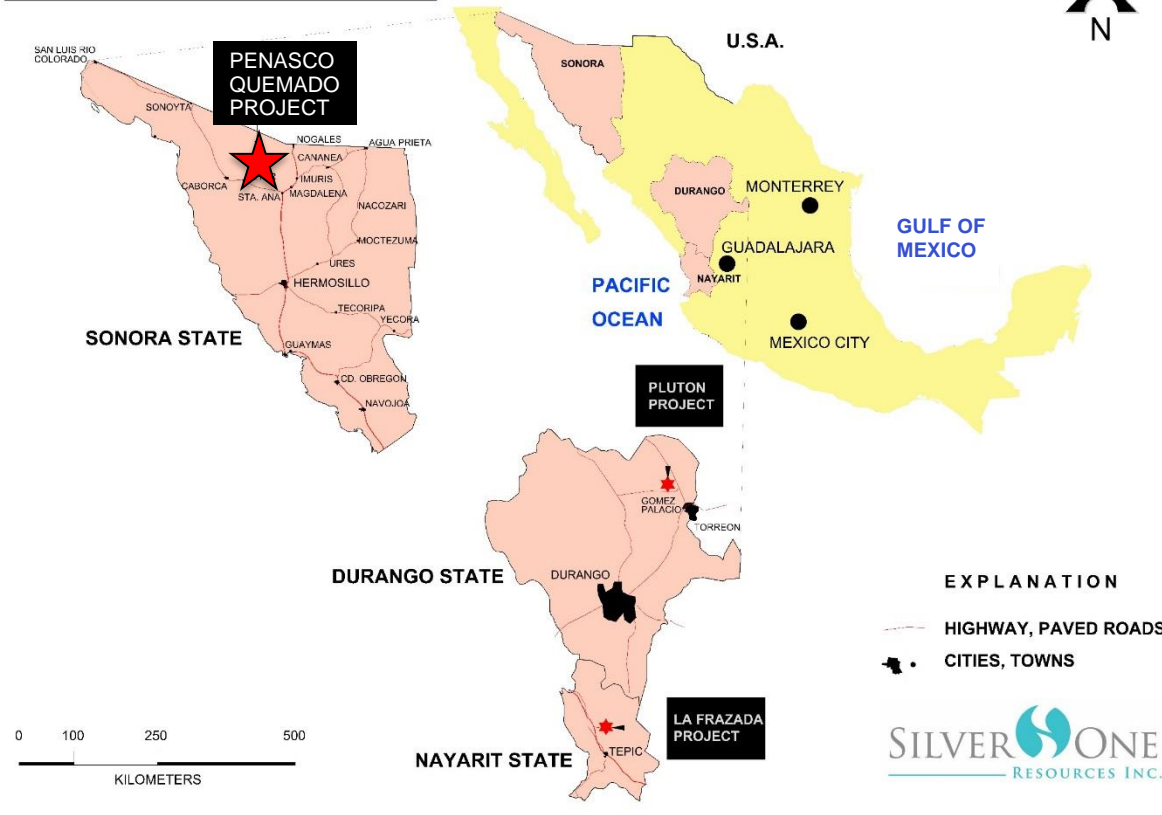 N
U.S.A.
SAN LUIS RIO
COLORADO
PENASCO
QUEMADO
PROJECT
SONORA
SONOYTA
NOGALES
AGUA PRIETA
CANANEA
CABORCA
IMURIS
STA. ANA
MAGDALENA
NACOZARI
DURANGO
MONTERREY
MOCTEZUMA
GULF OF
MEXICO
GUADALAJARA
URES
NAYARIT
HERMOSILLO
PACIFIC
OCEAN
TECORIPA
YECORA
SONORA STATE
MEXICO CITY
GUAYMAS
CD. OBREGON
NAVOJOA
PLUTON
PROJECT
GOMEZ
PALACIO
TORREON
DURANGO STATE
DURANGO
EXPLANATION
HIGHWAY, PAVED ROADS
CITIES, TOWNS
LA FRAZADA
PROJECT
NAYARIT STATE
TEPIC
0 100 250 500
KILOMETERS
SILVER ONE
RESOURCES INC.